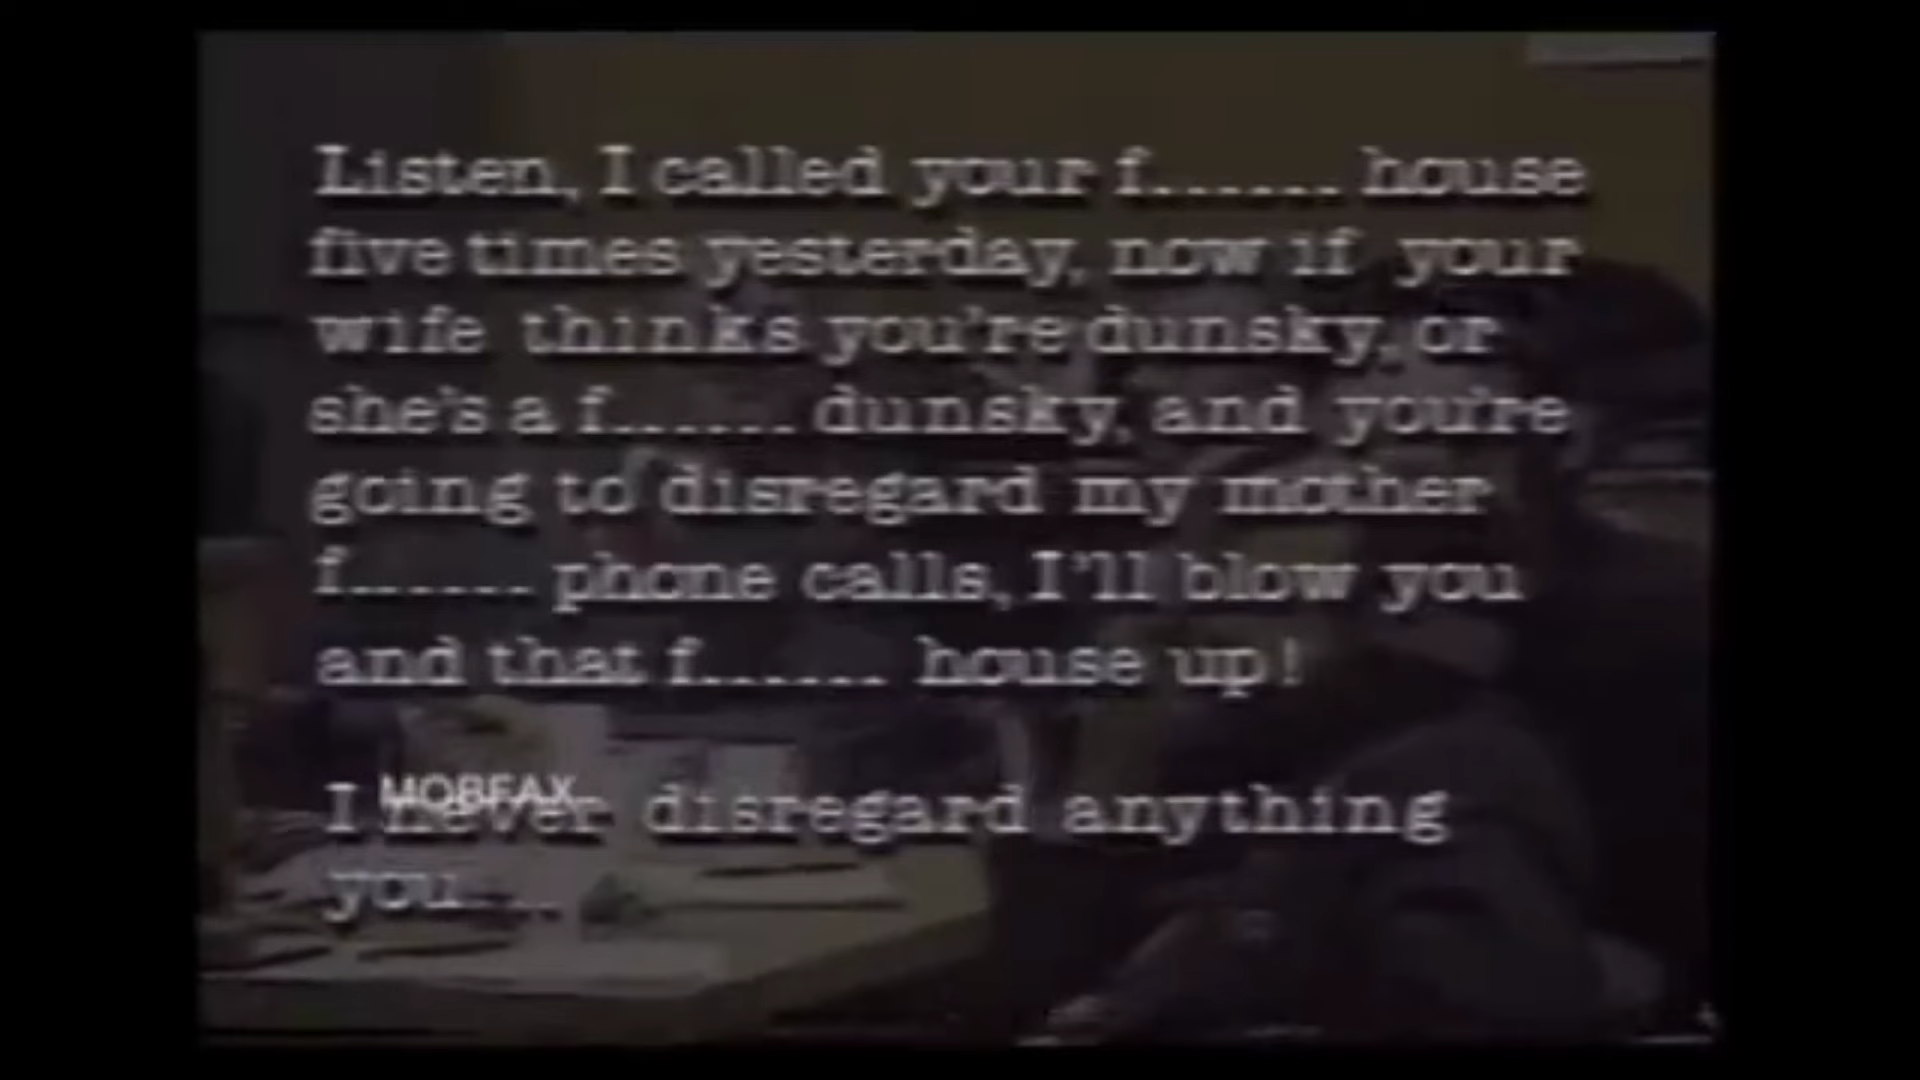 Listen, I called your f...... house
five times yesterday, now if your
wife thinks you're dunsky, or
she's a f...... dunsky, and you're
going to disregard my mother
f...... phone calls, I'll blow you
and that f...... house up!
I never disregard anything
MOBFAX
you....